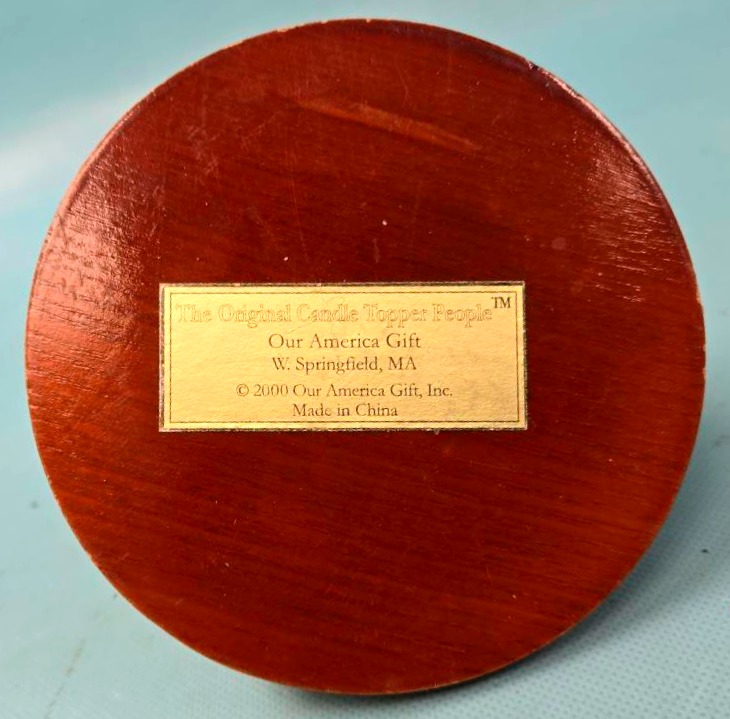 The Original Candle Topper People™
Our America Gift
W. Springfield, MA
© 2000 Our America Gift, Inc.
Made in China